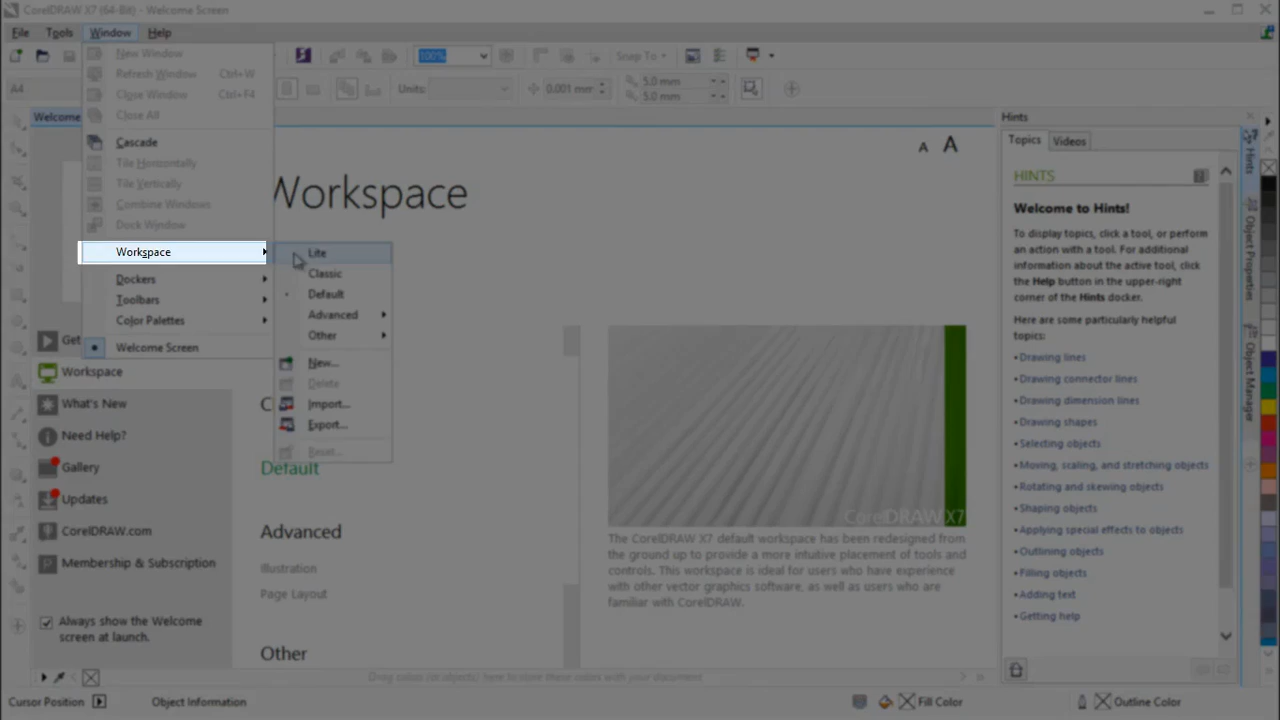 CorelDRAW X7 (64-Bit) - Welcome Screen
File Tools Window Help
100%
Snap To
A4
Units:
0.001 mm
5.0 mm
5.0 mm
New Window
Refresh Window Ctrl+W
Close Window Ctrl+F4
Close All
Cascade
Tile Horizontally
Tile Vertically
Combine Windows
Dock Window
Workspace
Dockers
Toolbars
Color Palettes
Welcome Screen
Lite
Classic
Default
Advanced
Other
New...
Delete
Import...
Export...
Reset...
Welcome
Get
Workspace
What's New
Need Help?
Gallery
Updates
CorelDRAW.com
Membership & Subscription
Always show the Welcome
screen at launch.
A A
Workspace
Default
Advanced
Illustration
Page Layout
Other
CorelDRAW X7
The CorelDRAW X7 default workspace has been redesigned from
the ground up to provide a more intuitive placement of tools and
controls. This workspace is ideal for users who have experience
with other vector graphics software, as well as users who are
familiar with CorelDRAW.
Hints
Topics Videos
HINTS
Welcome to Hints!
To display topics, click a tool, or perform
an action with a tool. For additional
information about the active tool, click
the Help button in the upper-right
corner of the Hints docker.
Here are some particularly helpful
topics:
• Drawing lines
• Drawing connector lines
• Drawing dimension lines
• Drawing shapes
• Selecting objects
• Moving, scaling, and stretching objects
• Rotating and skewing objects
• Shaping objects
• Applying special effects to objects
• Outlining objects
• Filling objects
• Adding text
• Getting help
Hints
Object Properties
Object Manager
Drag colors (or objects) here to store these colors with your document
Cursor Position
Object Information
Fill Color
Outline Color